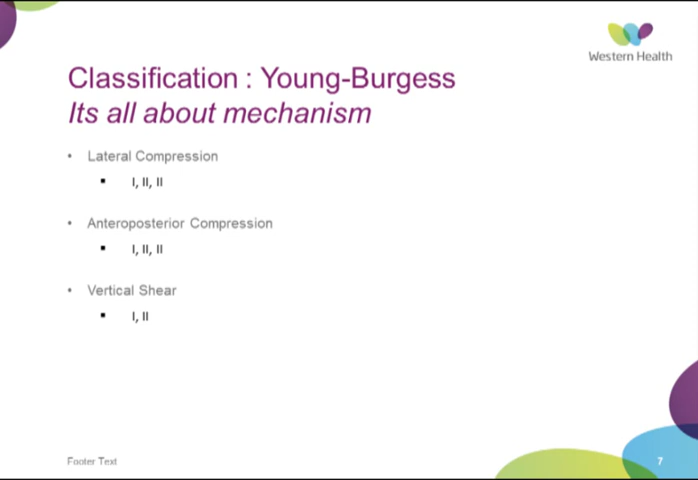 Western Health
Classification : Young-Burgess
Its all about mechanism
• Lateral Compression
▪ I, II, II
• Anteroposterior Compression
▪ I, II, II
• Vertical Shear
▪ I, II
Footer Text
7